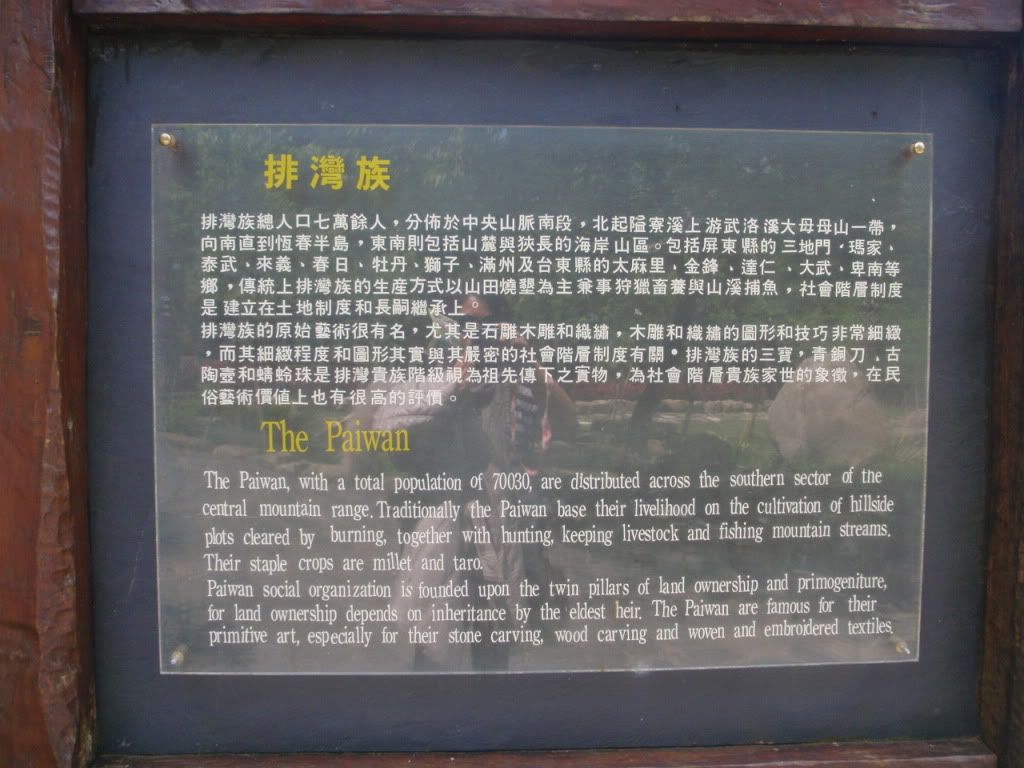 排灣族
排灣族總人口七萬餘人，分佈於中央山脈南段，北起隘寮溪上游武洛溪大母母山一帶，
向南直到恆春半島，東南則包括山麓與狹長的海岸山區。包括屏東縣的三地門、瑪家、
泰武、來義、春日、牡丹、獅子、滿州及台東縣的太麻里、金鋒、達仁、大武、卑南等
鄉，傳統上排灣族的生產方式以山田燒墾為主兼事狩獵畜養與山溪捕魚，社會階層制度
是建立在土地制度和長嗣繼承上。
排灣族的原始藝術很有名，尤其是石雕木雕和織繡，木雕和織繡的圖形和技巧非常細緻
，而其細緻程度和圖形其實與其嚴密的社會階層制度有關。排灣族的三寶，青銅刀、古
陶壼和蜻蛉珠是排灣貴族階級視為祖先傳下之實物，為社會階層貴族家世的象徵，在民
俗藝術價值上也有很高的評價。
The Paiwan
The Paiwan, with a total population of 70030, are distributed across the southern sector of the
central mountain range. Traditionally the Paiwan base their livelihood on the cultivation of hillside
plots cleared by burning, together with hunting, keeping livestock and fishing mountain streams.
Their staple crops are millet and taro.
Paiwan social organization is founded upon the twin pillars of land ownership and primogeniture,
for land ownership depends on inheritance by the eldest heir. The Paiwan are famous for their
primitive art, especially for their stone carving, wood carving and woven and embroidered textiles.